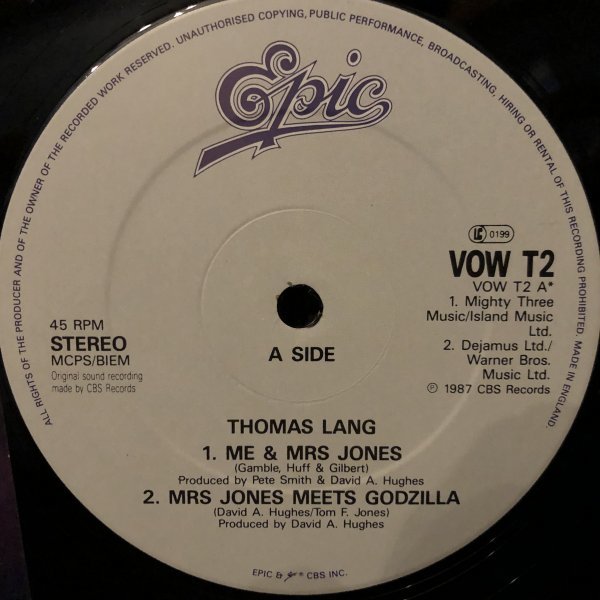 ALL RIGHTS OF THE PRODUCER AND OF THE OWNER OF THE RECORDED WORK RESERVED. UNAUTHORISED COPYING, PUBLIC PERFORMANCE, BROADCASTING, HIRING OR RENTAL OF THIS RECORDING PROHIBITED. MADE IN ENGLAND.
Epic
LC 0199
VOW T2
VOW T2 A*
1. Mighty Three
Music/Island Music
Ltd.
2. Dejamus Ltd./
Warner Bros.
Music Ltd.
℗ 1987 CBS Records
45 RPM
STEREO
MCPS/BIEM
Original sound recording
made by CBS Records
A SIDE
THOMAS LANG
1. ME & MRS JONES
(Gamble, Huff & Gilbert)
Produced by Pete Smith & David A. Hughes
2. MRS JONES MEETS GODZILLA
(David A. Hughes/Tom F. Jones)
Produced by David A. Hughes
EPIC & * CBS INC.